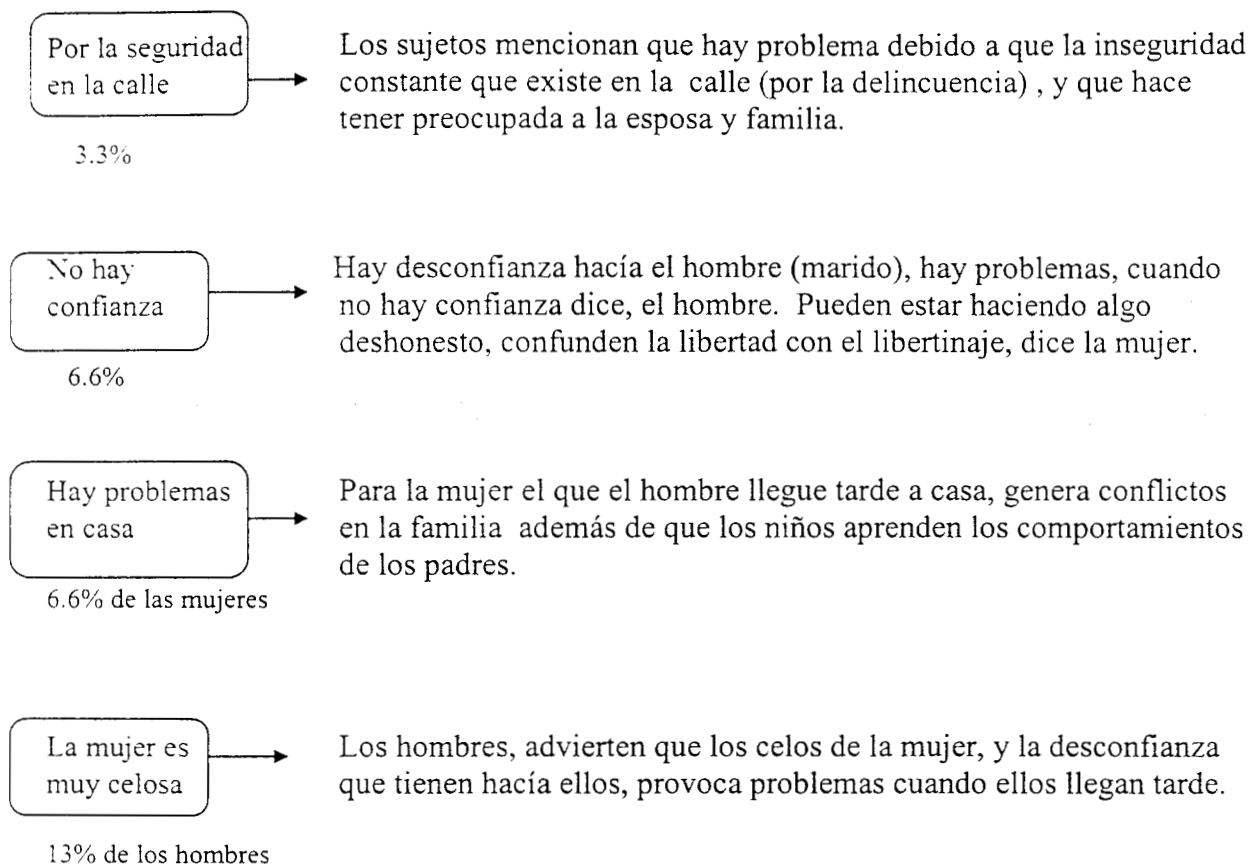 Por la seguridad
en la calle
Los sujetos mencionan que hay problema debido a que la inseguridad
constante que existe en la calle (por la delincuencia) , y que hace
tener preocupada a la esposa y familia.
3.3%
No hay
confianza
Hay desconfianza hacía el hombre (marido), hay problemas, cuando
no hay confianza dice, el hombre. Pueden estar haciendo algo
deshonesto, confunden la libertad con el libertinaje, dice la mujer.
6.6%
Hay problemas
en casa
Para la mujer el que el hombre llegue tarde a casa, genera conflictos
en la familia además de que los niños aprenden los comportamientos
de los padres.
6.6% de las mujeres
La mujer es
muy celosa
Los hombres, advierten que los celos de la mujer, y la desconfianza
que tienen hacía ellos, provoca problemas cuando ellos llegan tarde.
13% de los hombres